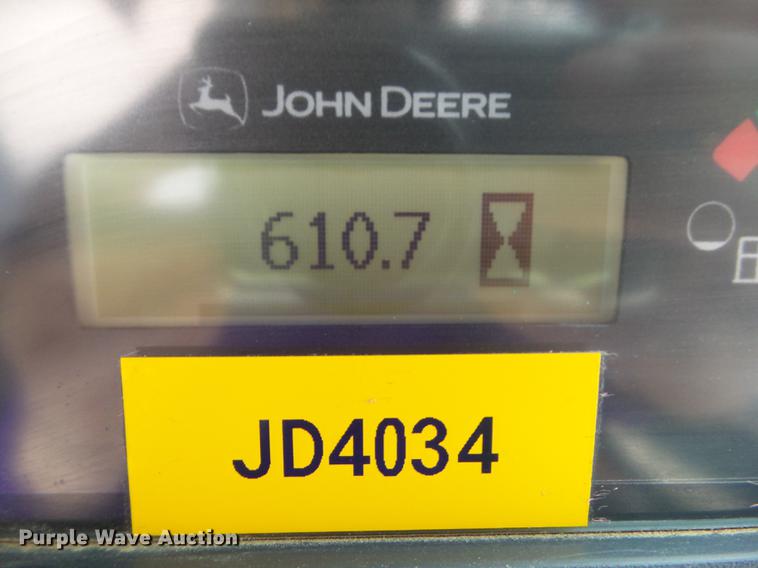 JOHN DEERE
610.7
JD4034
Purple Wave Auction